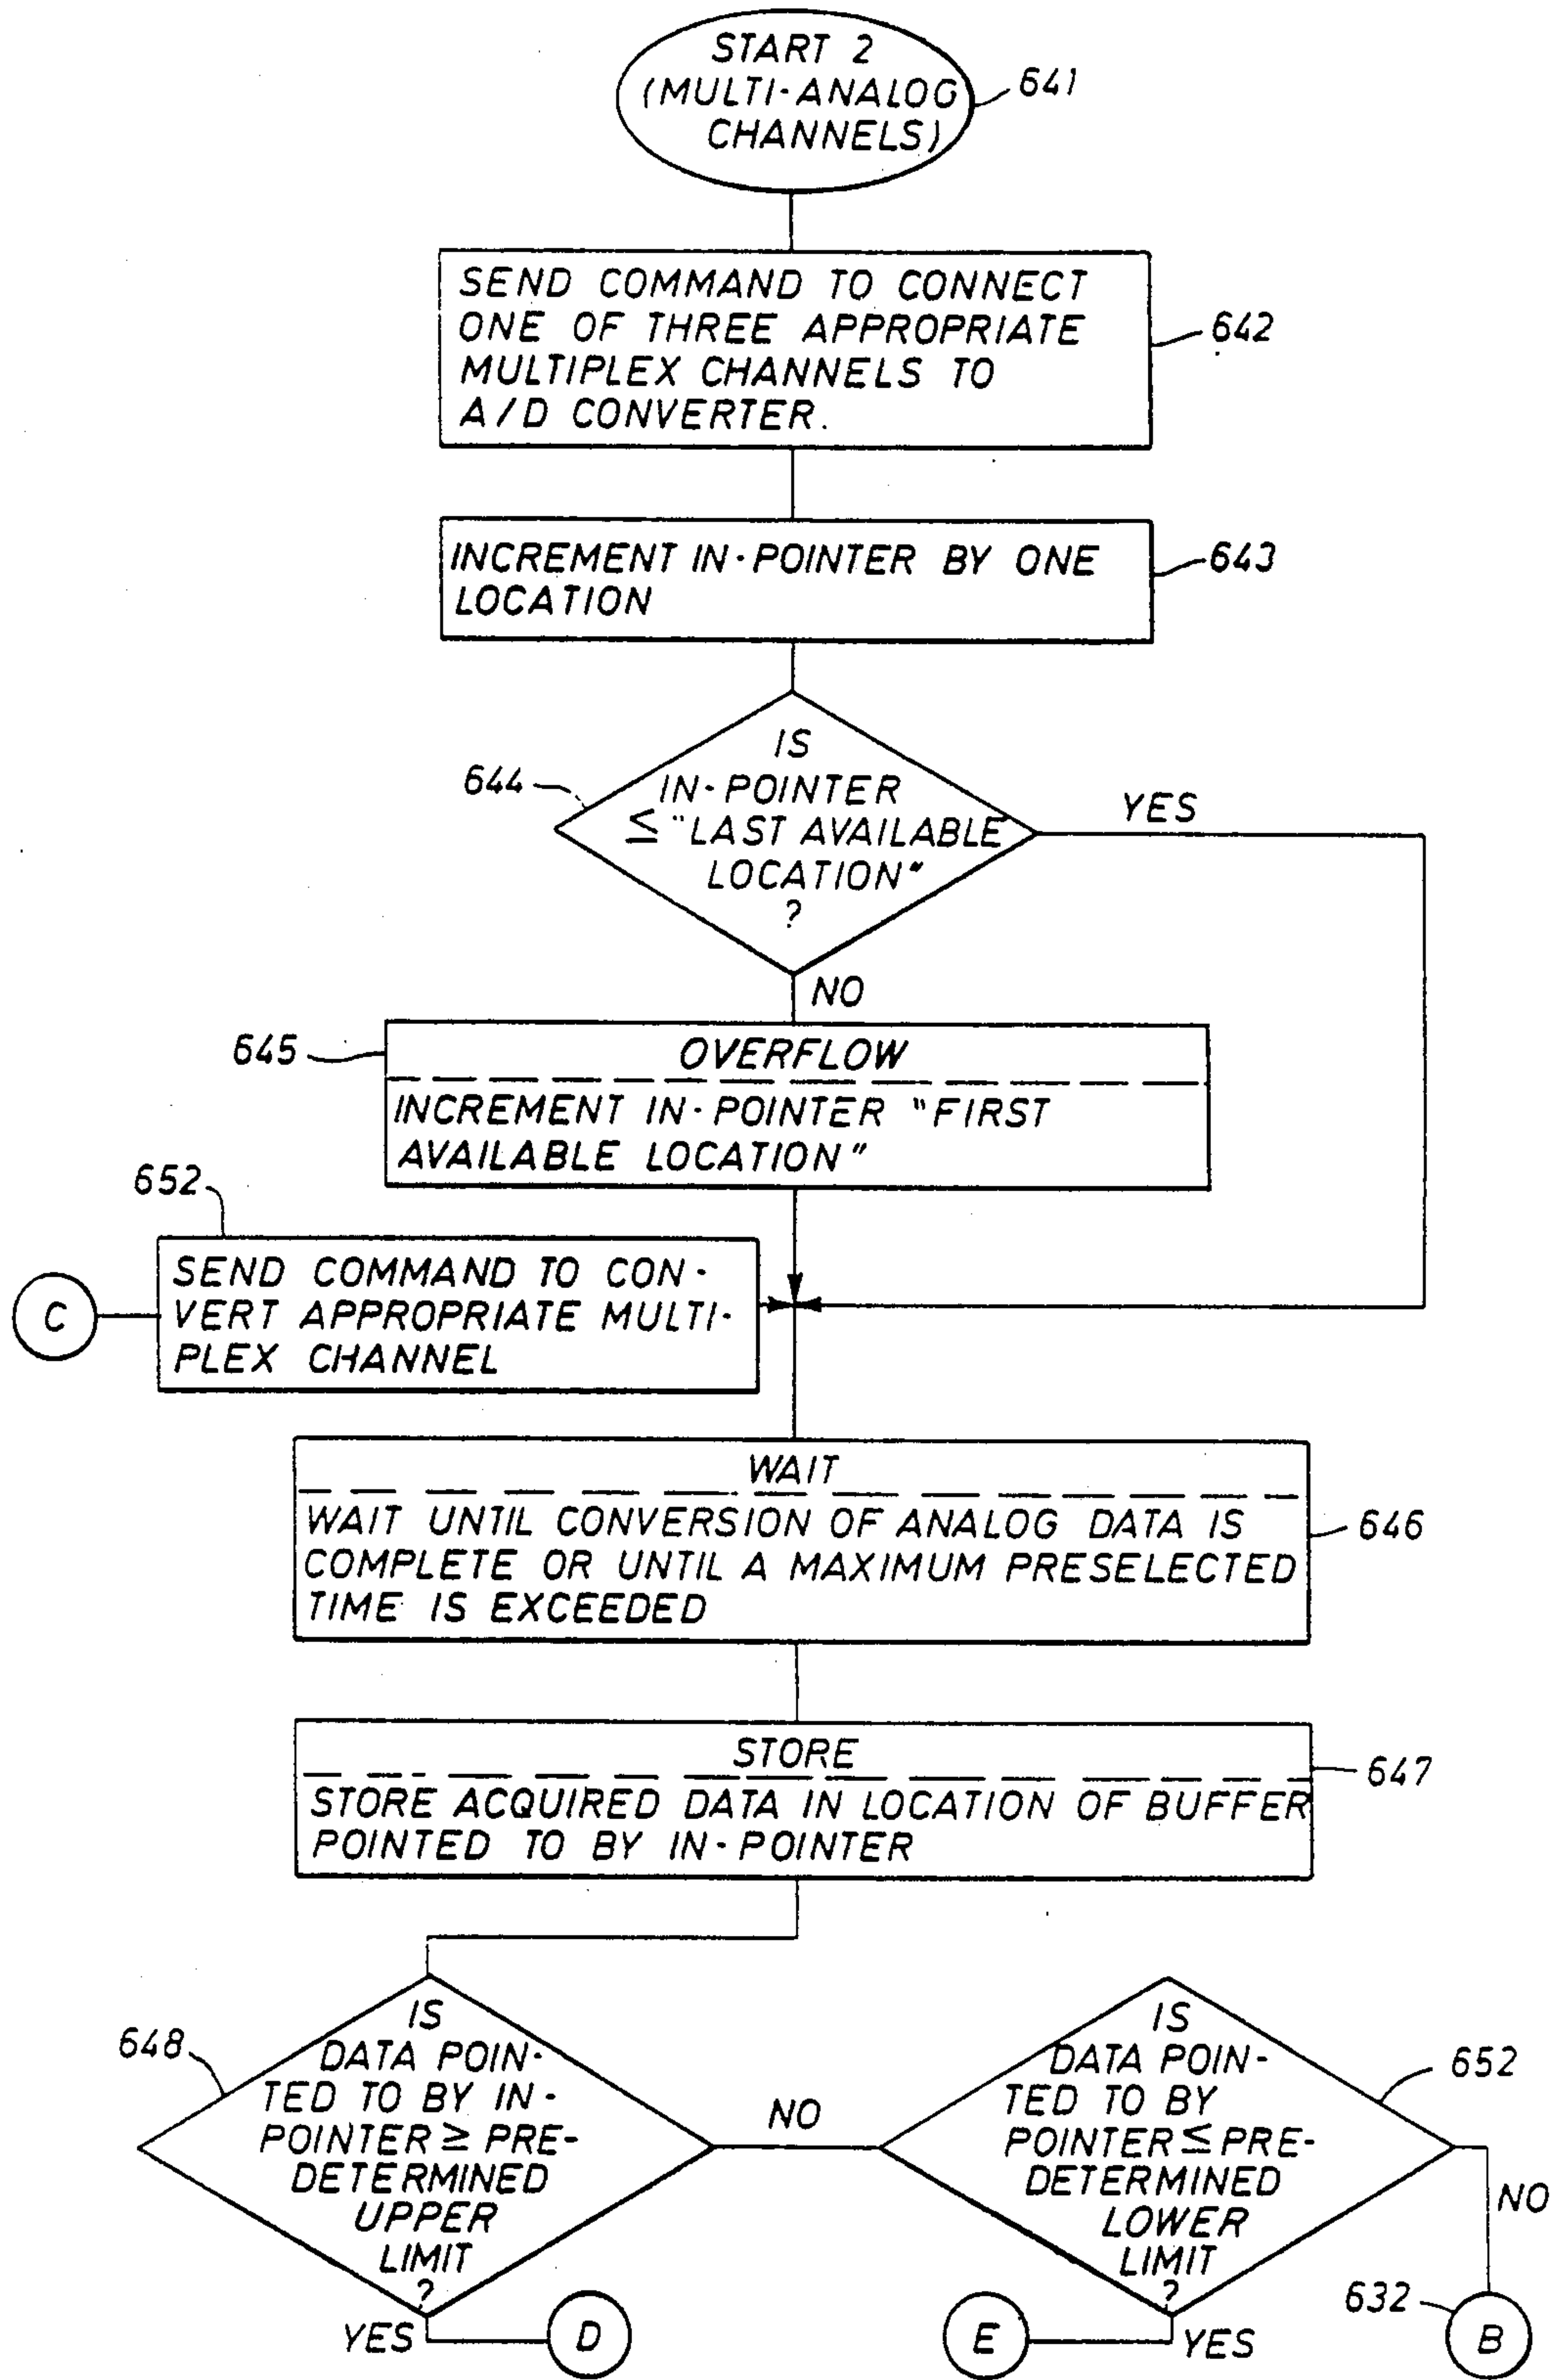 START 2
(MULTI-ANALOG
CHANNELS)
641
SEND COMMAND TO CONNECT
ONE OF THREE APPROPRIATE
MULTIPLEX CHANNELS TO
A/D CONVERTER.
642
INCREMENT IN-POINTER BY ONE
LOCATION
643
644
IS
IN-POINTER
≤ "LAST AVAILABLE
LOCATION"
?
YES
NO
645
OVERFLOW
INCREMENT IN-POINTER "FIRST
AVAILABLE LOCATION"
652
C
SEND COMMAND TO CON-
VERT APPROPRIATE MULTI-
PLEX CHANNEL
WAIT
WAIT UNTIL CONVERSION OF ANALOG DATA IS
COMPLETE OR UNTIL A MAXIMUM PRESELECTED
TIME IS EXCEEDED
646
STORE
STORE ACQUIRED DATA IN LOCATION OF BUFFER
POINTED TO BY IN-POINTER
647
648
IS
DATA POIN-
TED TO BY IN-
POINTER ≥ PRE-
DETERMINED
UPPER
LIMIT
?
YES
D
NO
IS
DATA POIN-
TED TO BY
POINTER ≤ PRE-
DETERMINED
LOWER
LIMIT
?
652
E
YES
NO
632
B